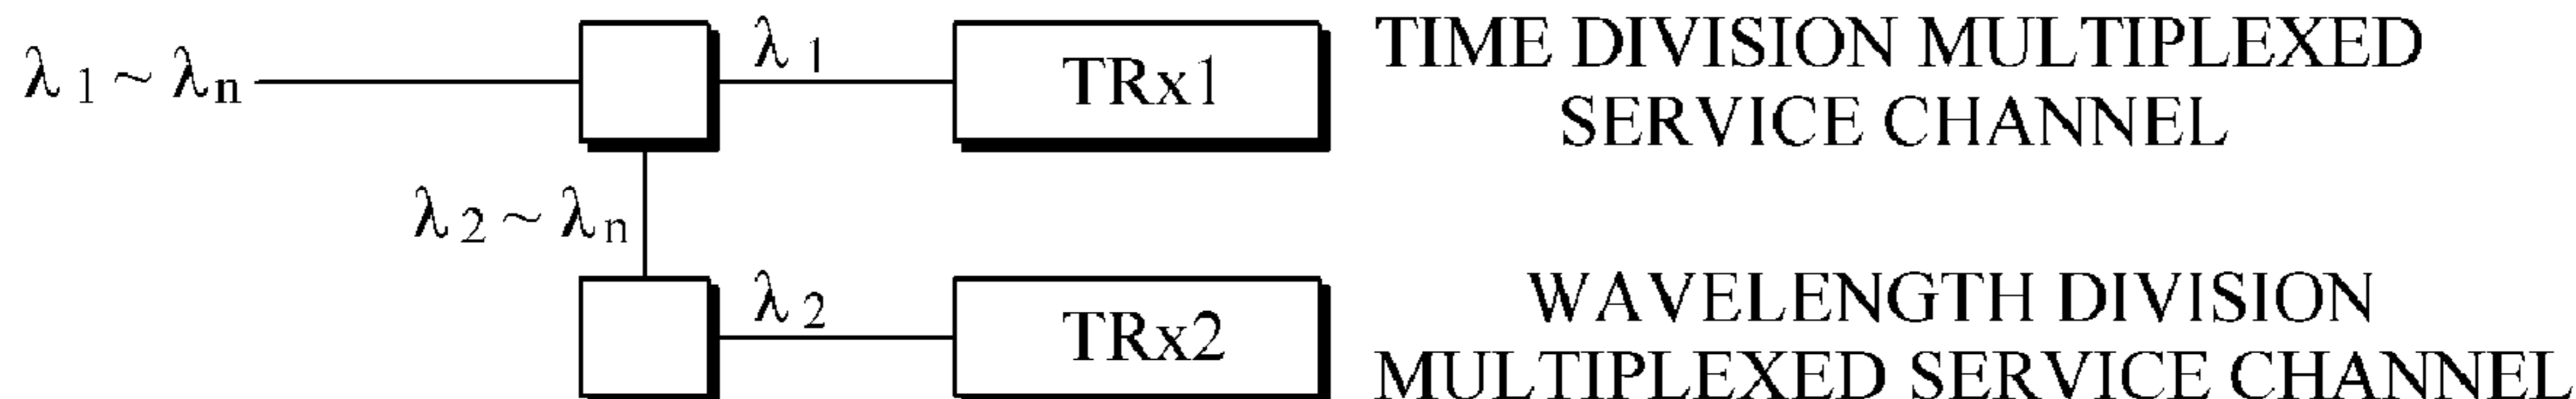 λ1 ~ λn
λ1
TRx1
TIME DIVISION MULTIPLEXED
SERVICE CHANNEL
λ2 ~ λn
λ2
TRx2
WAVELENGTH DIVISION
MULTIPLEXED SERVICE CHANNEL